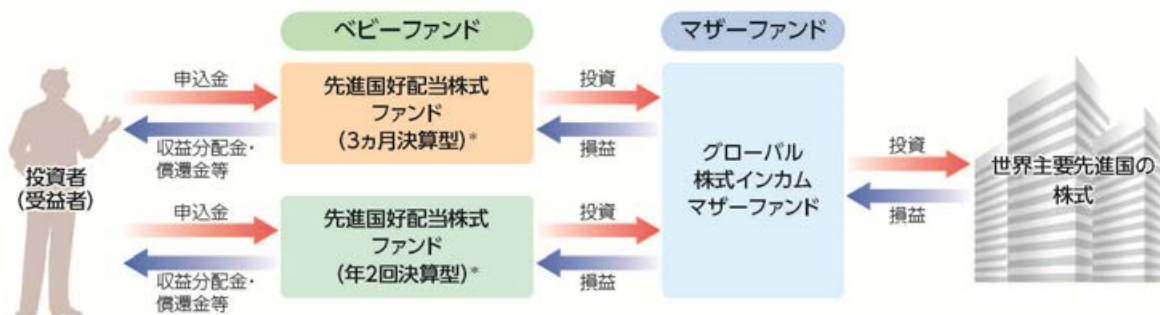 ベビーファンド
マザーファンド
申込金
先進国好配当株式
ファンド
(3ヵ月決算型)*
投資
収益分配金・
償還金等
損益
投資者
(受益者)
グローバル
株式インカム
マザーファンド
投資
損益
世界主要先進国の
株式
申込金
先進国好配当株式
ファンド
(年2回決算型)*
投資
収益分配金・
償還金等
損益